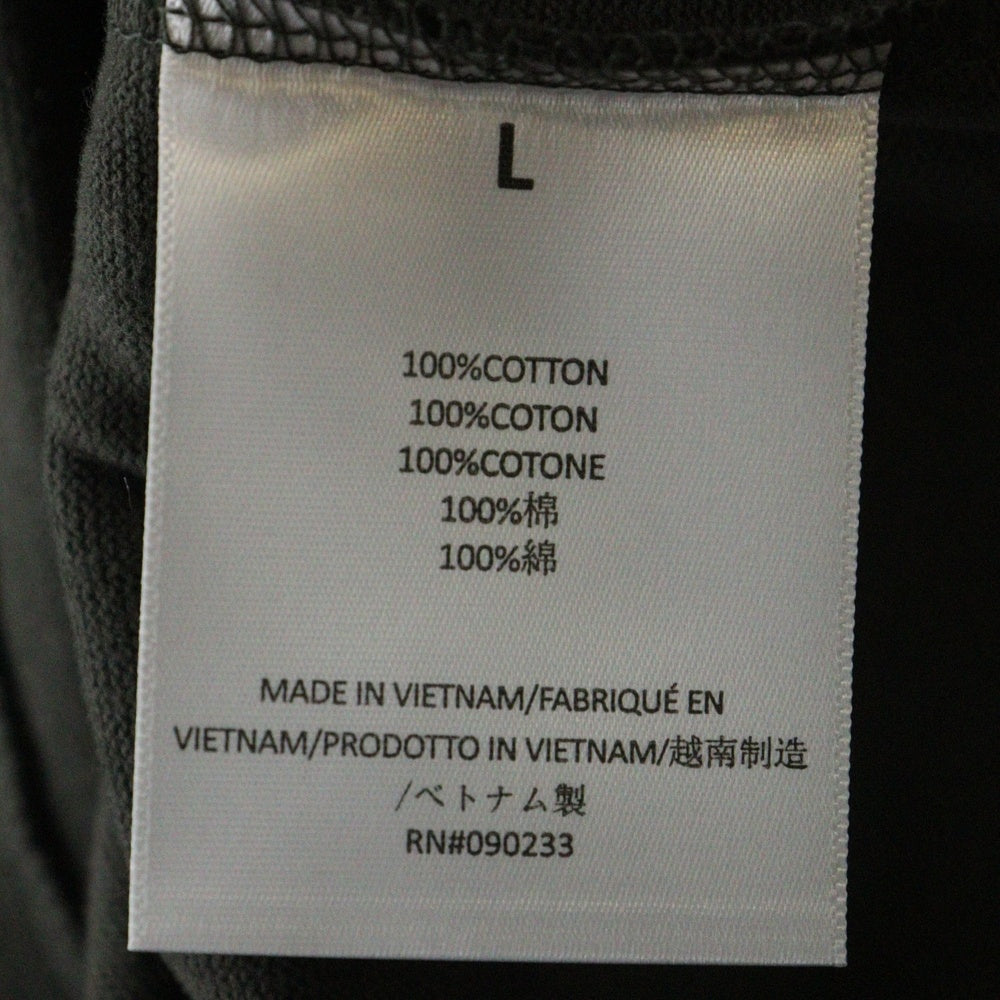 L
100%COTTON
100%COTON
100%COTONE
100%棉
100%綿
MADE IN VIETNAM/FABRIQUÉ EN
VIETNAM/PRODOTTO IN VIETNAM/越南制造
/ベトナム製
RN#090233